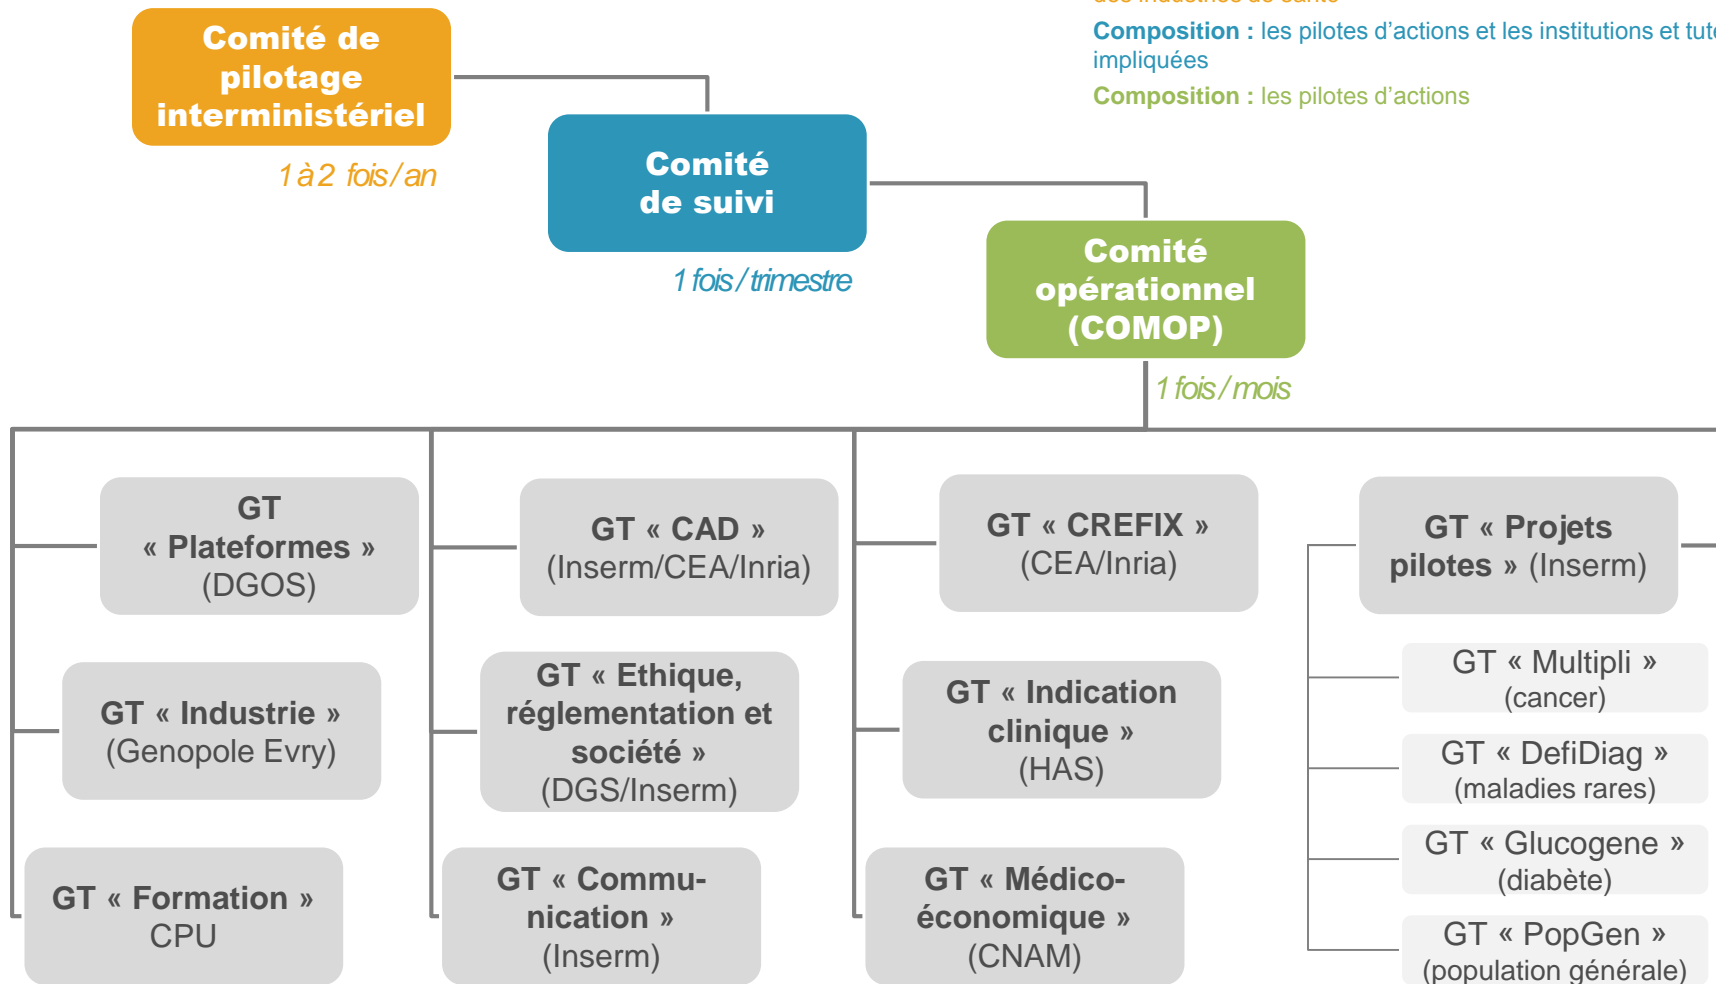 des industries de santé
Composition : les pilotes d'actions et les institutions et
impliquées
Composition : les pilotes d'actions
Comité de
pilotage
interministériel
1 à 2 fois/an
Comité
de suivi
1 fois/trimestre
Comité
opérationnel
(COMOP)
1 fois/mois
GT
« Plateformes »
(DGOS)
GT « CAD »
(Inserm/CEA/Inria)
GT « CREFIX »
(CEA/Inria)
GT « Projets
pilotes » (Inserm)
GT « Industrie »
(Genopole Evry)
GT « Ethique,
réglementation et
société »
(DGS/Inserm)
GT « Indication
clinique »
(HAS)
GT « Multipli »
(cancer)
GT « DefiDiag »
(maladies rares)
GT « Formation »
CPU
GT « Commu-
nication »
(Inserm)
GT « Médico-
économique »
(CNAM)
GT « Glucogene »
(diabète)
GT « PopGen »
(population générale)